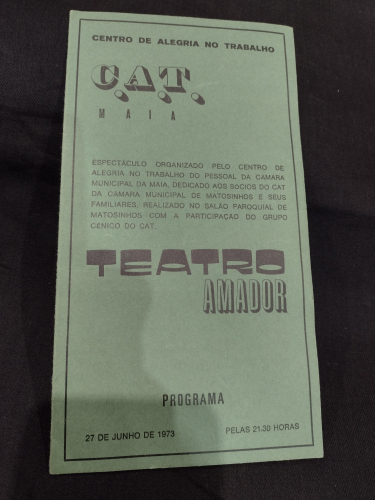 CENTRO DE ALEGRIA NO TRABALHO
C.A.T.
MAIA
ESPECTACULO ORGANIZADO PELO CENTRO DE
ALEGRIA NO TRABALHO DO PESSOAL DA CAMARA
MUNICIPAL DA MAIA, DEDICADO AOS SOCIOS DO CAT
DA CAMARA MUNICIPAL DE MATOSINHOS E SEUS
FAMILIARES, REALIZADO NO SALÃO PAROQUIAL DE
MATOSINHOS COM A PARTICIPAÇÃO DO GRUPO
CENICO DO CAT.
TEATRO
AMADOR
PROGRAMA
27 DE JUNHO DE 1973 PELAS 21.30 HORAS